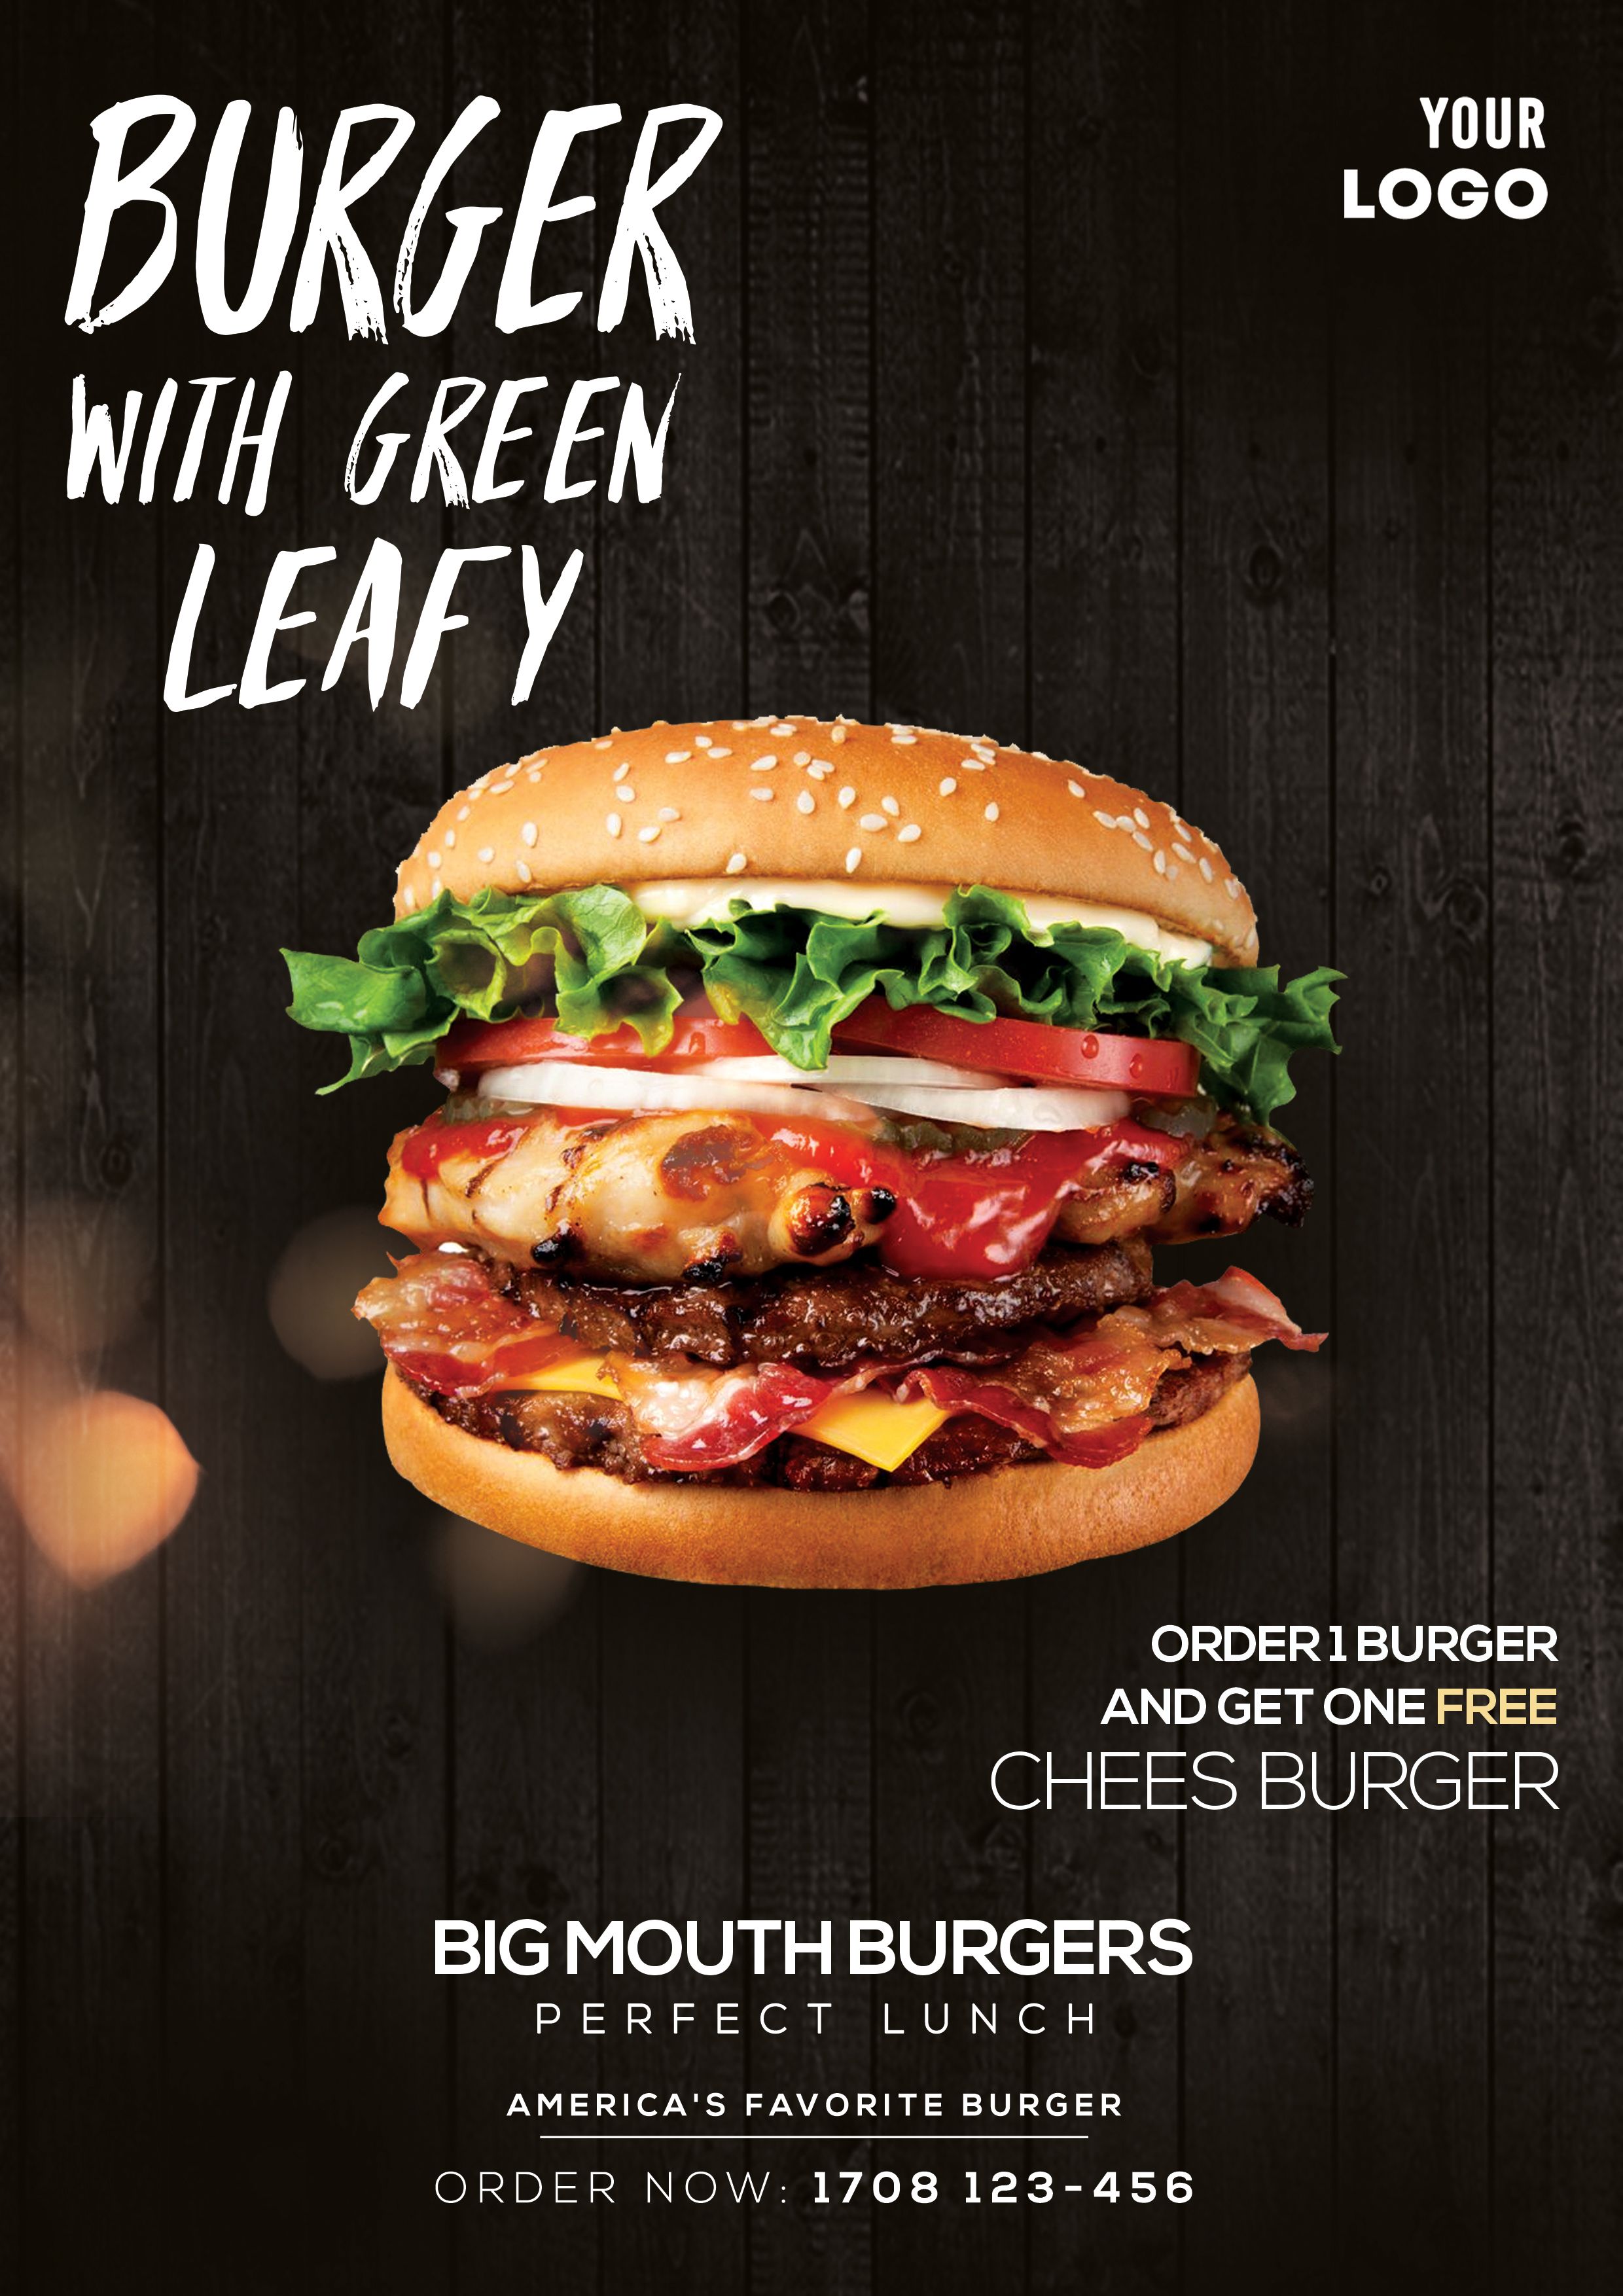 BURGER
WITH GREEN
LEAFY
YOUR
LOGO
ORDER 1 BURGER
AND GET ONE FREE
CHEES BURGER
BIG MOUTH BURGERS
PERFECT LUNCH
AMERICA'S FAVORITE BURGER
ORDER NOW: 1708 123-456